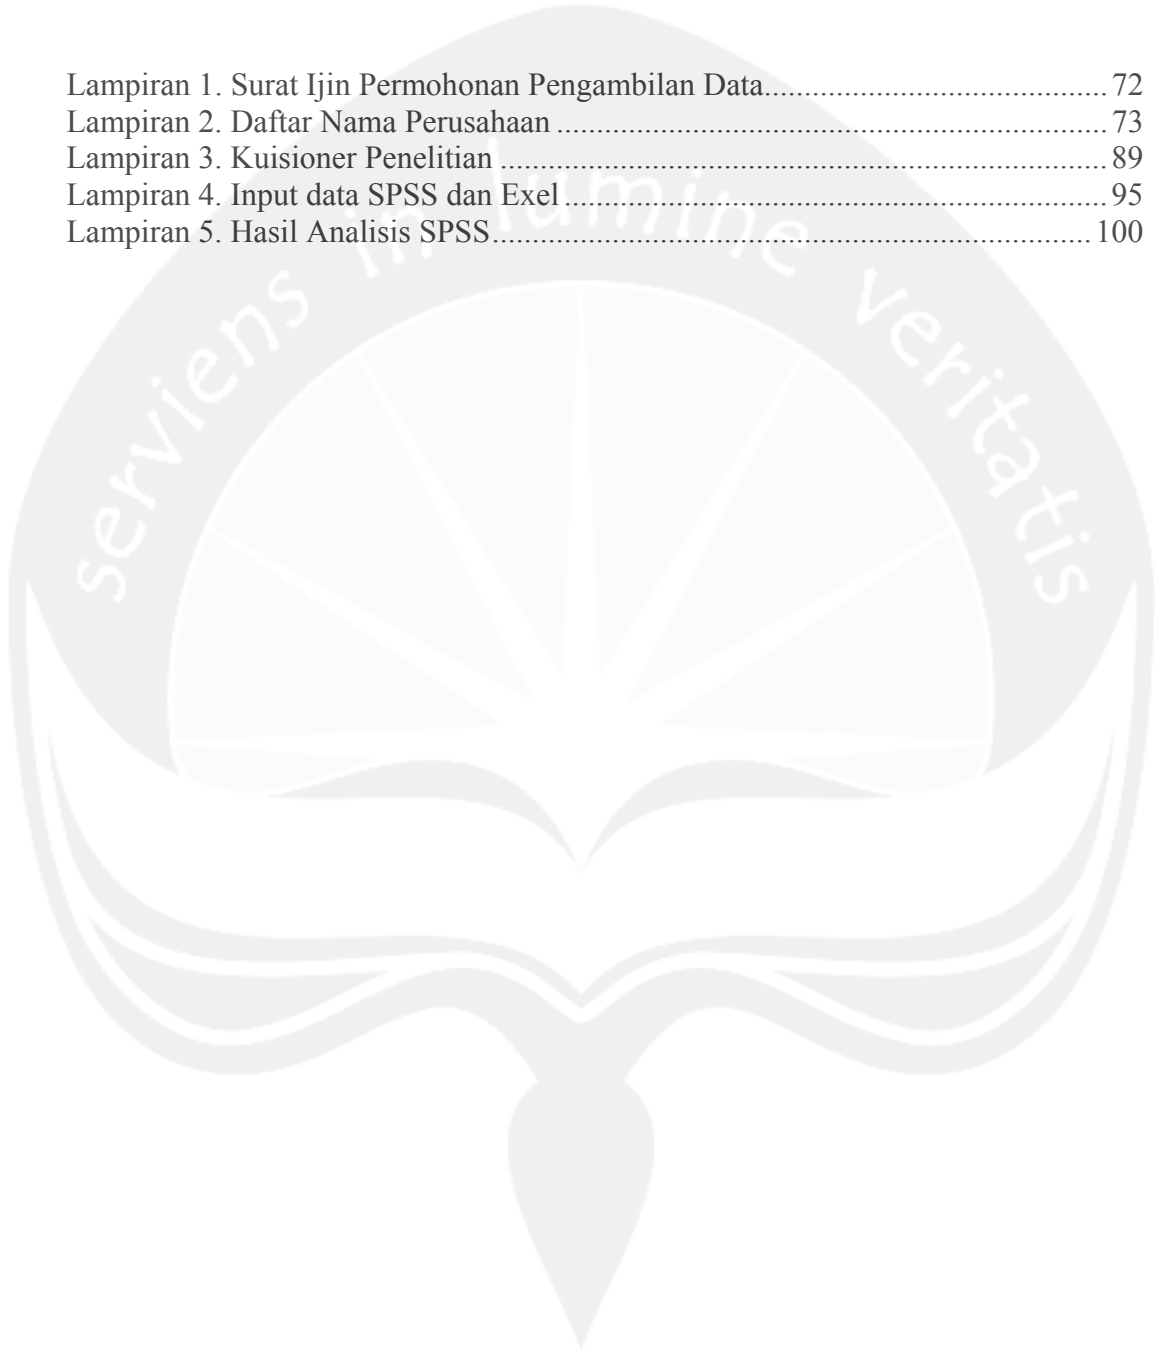 Lampiran 1. Surat Ijin Permohonan Pengambilan Data.......................................... 72
Lampiran 2. Daftar Nama Perusahaan ..................................................................... 73
Lampiran 3. Kuisioner Penelitian ............................................................................ 89
Lampiran 4. Input data SPSS dan Exel .................................................................... 95
Lampiran 5. Hasil Analisis SPSS........................................................................... 100
serviens in lumine veritatis